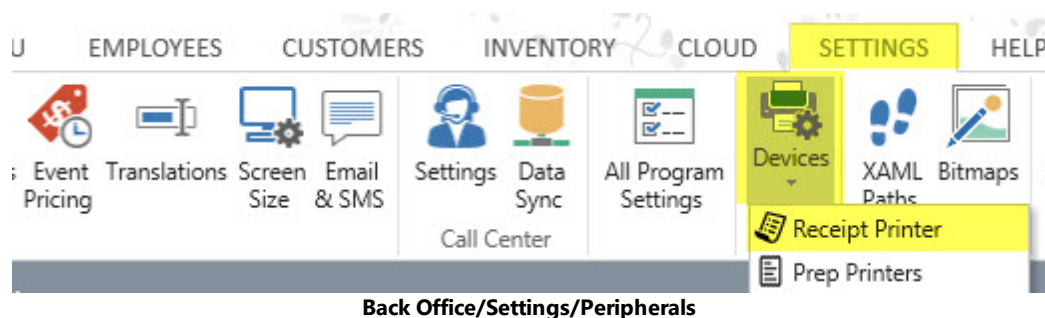 U EMPLOYEES CUSTOMERS INVENTORY CLOUD SETTINGS HELP
s Event Pricing
Translations
Screen Size
Email & SMS
Settings
Data Sync
Call Center
All Program Settings
Devices
XAML Paths
Bitmaps
Receipt Printer
Prep Printers
Back Office/Settings/Peripherals